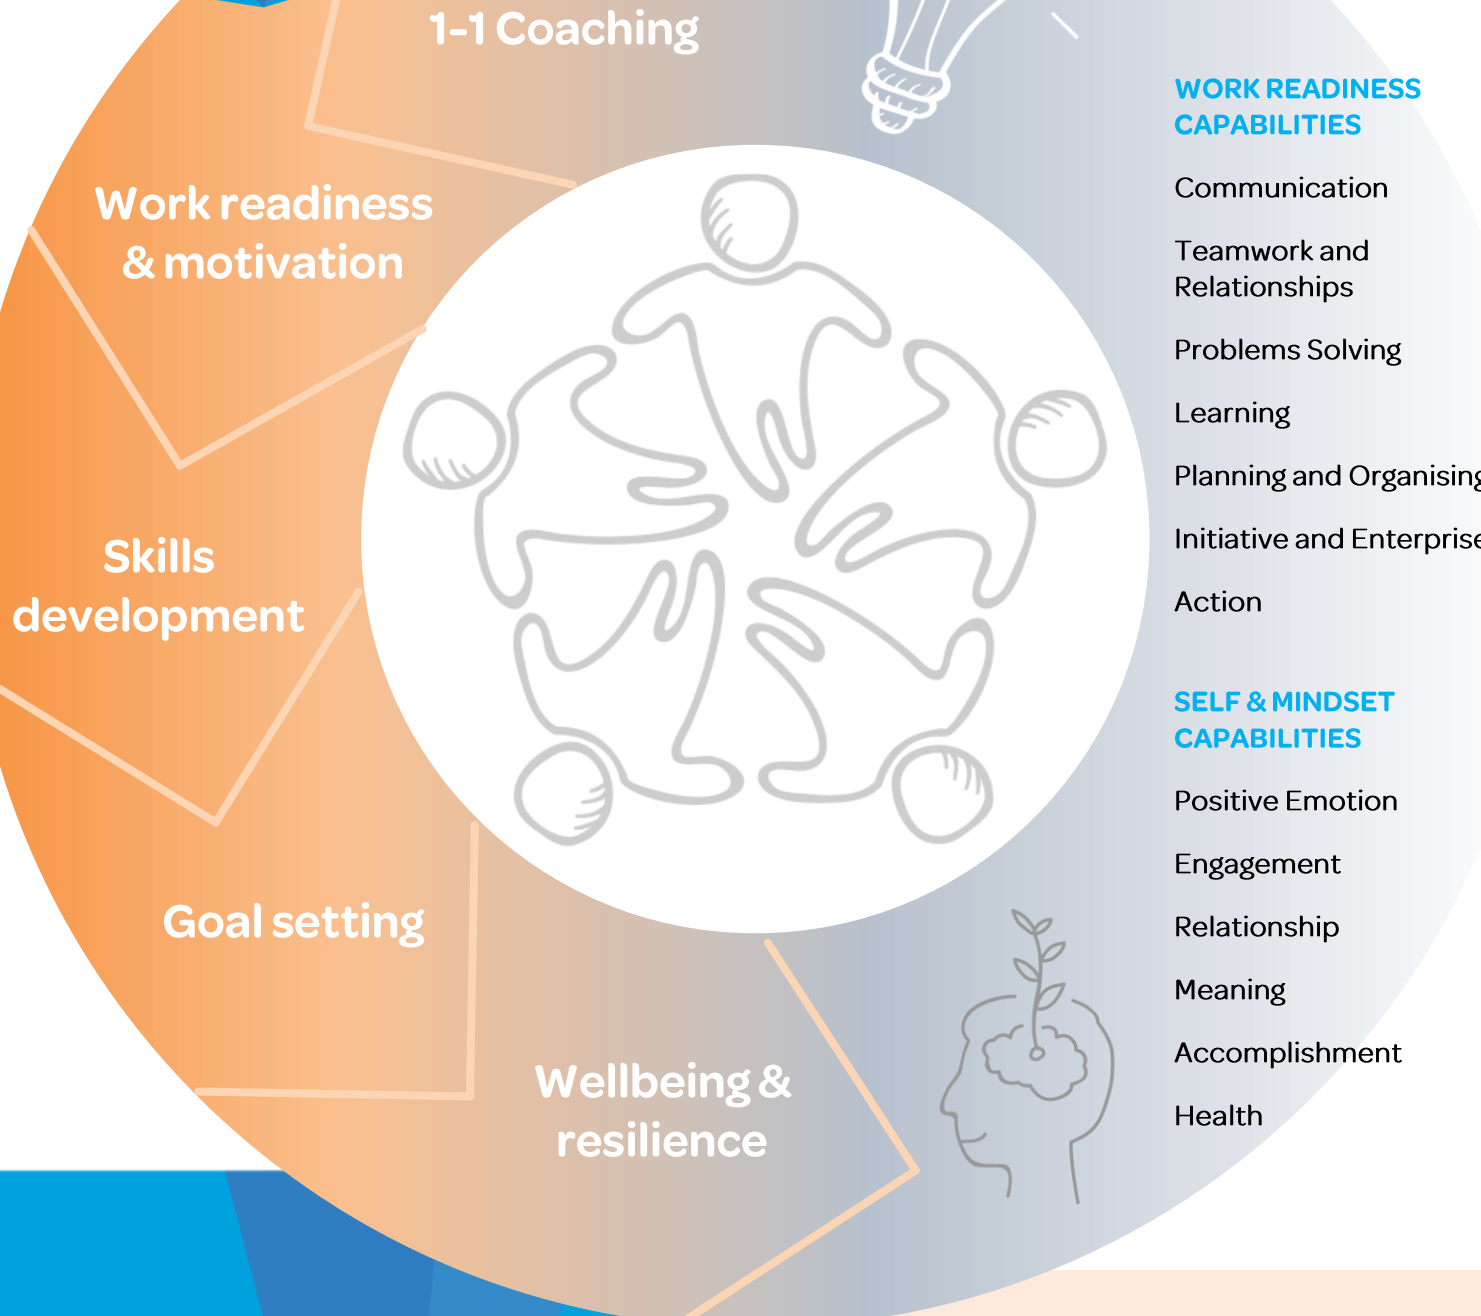 1-1 Coaching
Work readiness
& motivation
Skills
development
Goal setting
Wellbeing &
resilience
WORK READINESS
CAPABILITIES
Communication
Teamwork and
Relationships
Problems Solving
Learning
Planning and Organising
Initiative and Enterprise
Action
SELF & MINDSET
CAPABILITIES
Positive Emotion
Engagement
Relationship
Meaning
Accomplishment
Health